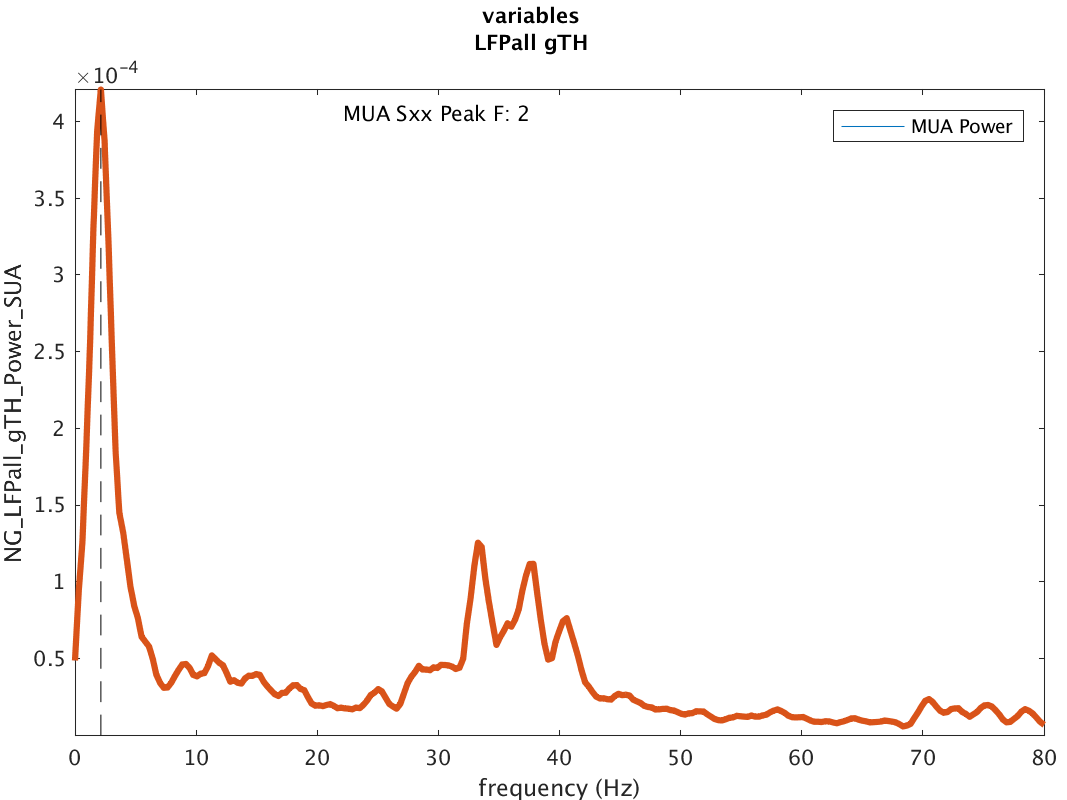 variables
LFPall gTH
×10⁻⁴
MUA Sxx Peak F: 2
MUA Power
4
3.5
3
2.5
2
1.5
1
0.5
NG_LFPall_gTH_Power_SUA
0 10 20 30 40 50 60 70 80
frequency (Hz)